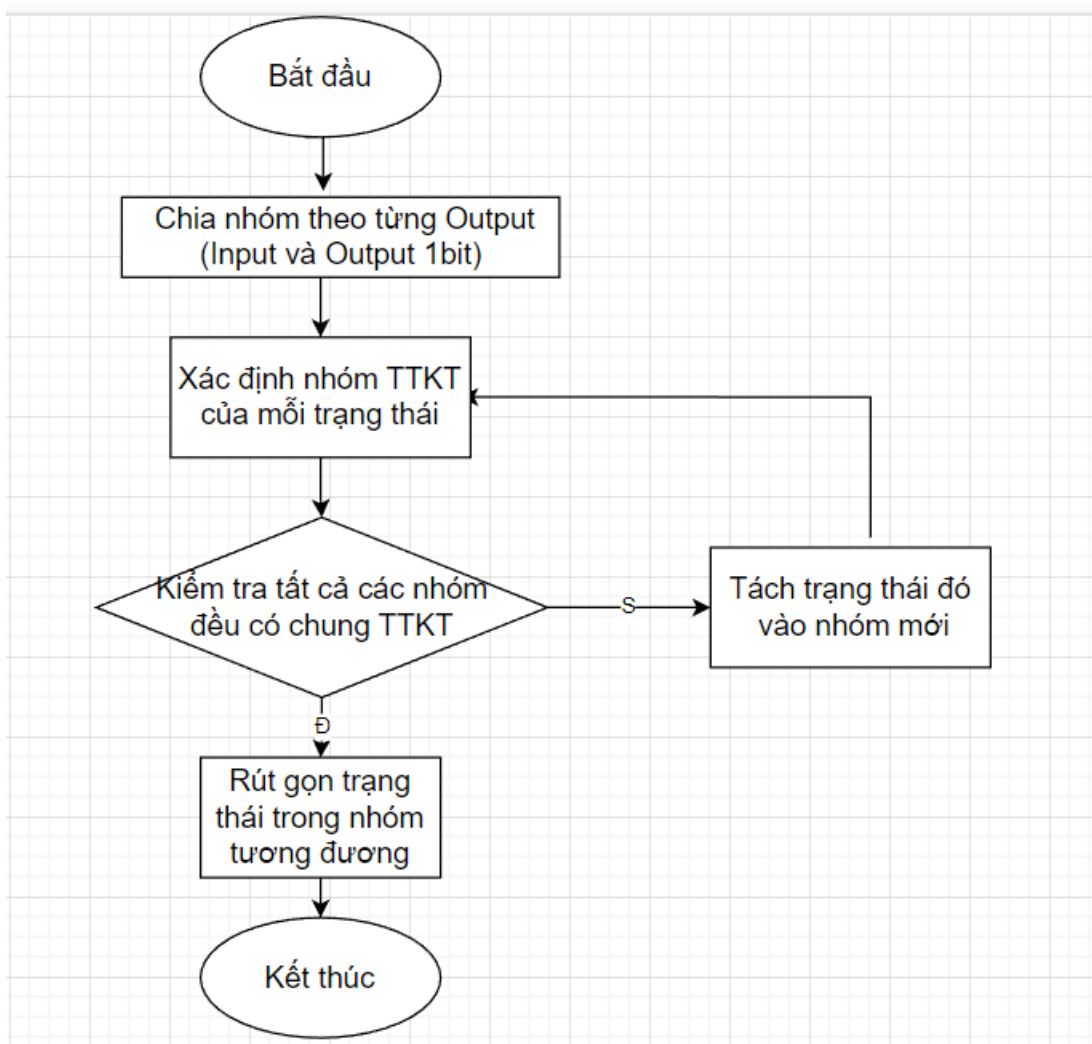 Bắt đầu
Chia nhóm theo từng Output
(Input và Output 1bit)
Xác định nhóm TTKT
của mỗi trạng thái
Kiểm tra tất cả các nhóm
đều có chung TTKT
S
Tách trạng thái đó
vào nhóm mới
Đ
Rút gọn trạng
thái trong nhóm
tương đương
Kết thúc